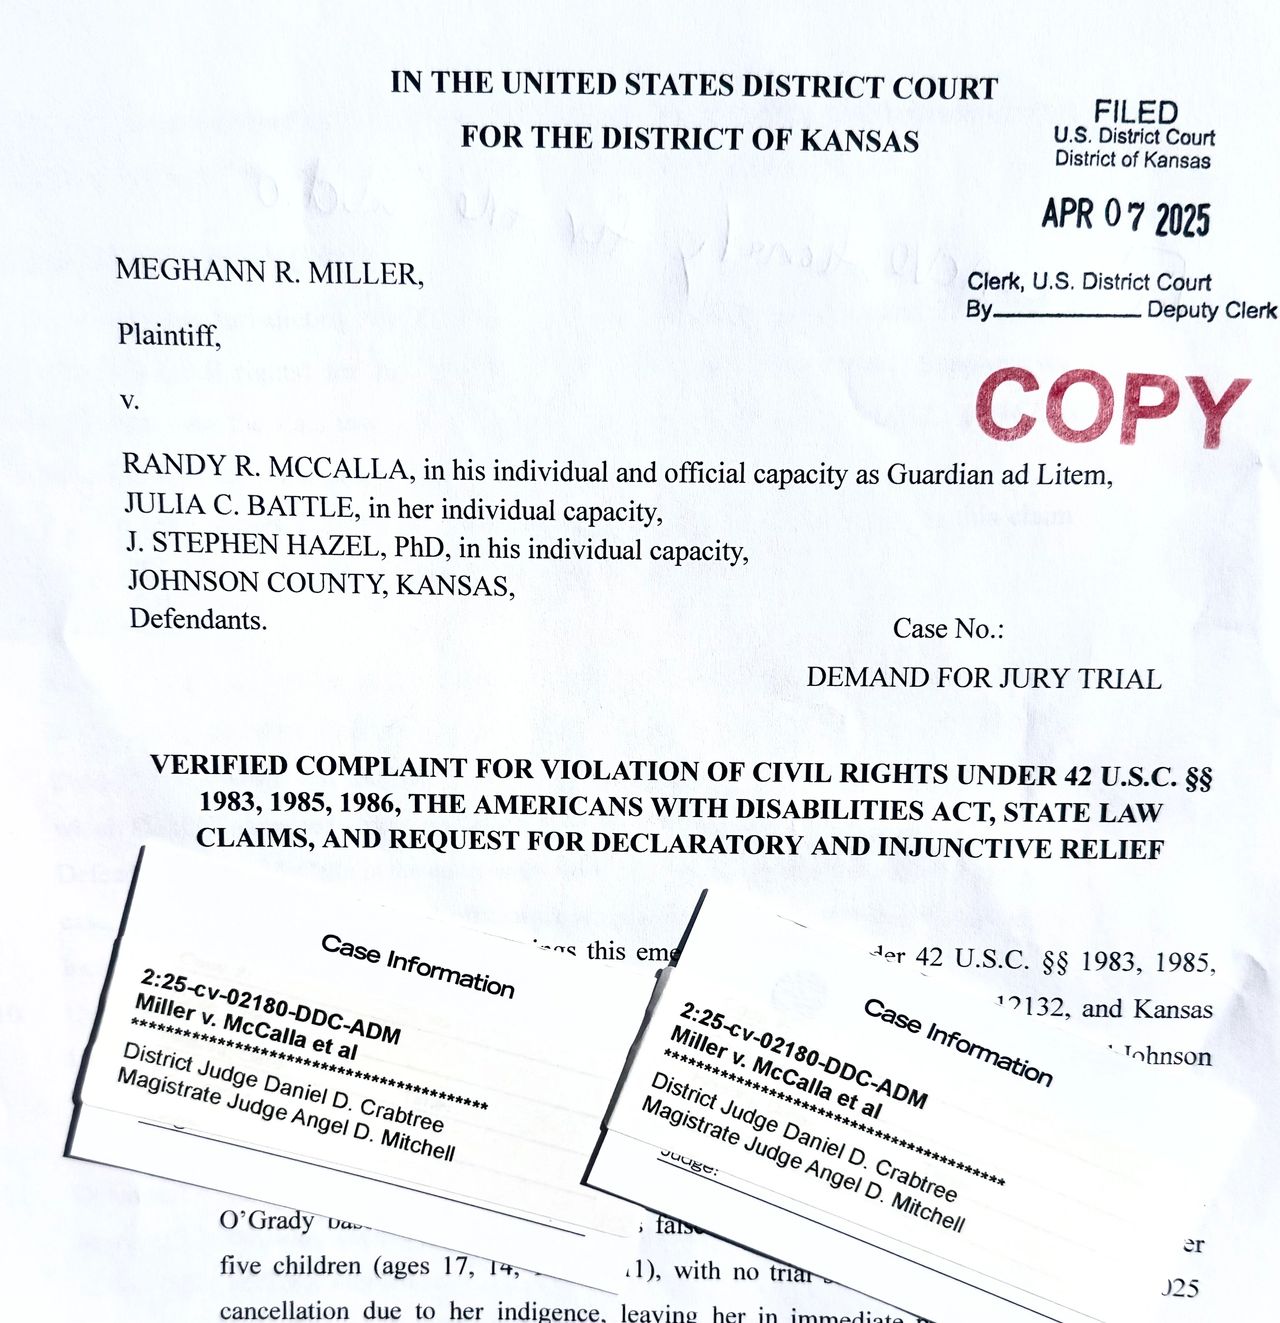 IN THE UNITED STATES DISTRICT COURT
FOR THE DISTRICT OF KANSAS
FILED
U.S. District Court
District of Kansas
APR 07 2025
Clerk, U.S. District Court
By____________ Deputy Clerk
COPY
MEGHANN R. MILLER,
Plaintiff,
v.
RANDY R. MCCALLA, in his individual and official capacity as Guardian ad Litem,
JULIA C. BATTLE, in her individual capacity,
J. STEPHEN HAZEL, PhD, in his individual capacity,
JOHNSON COUNTY, KANSAS,
Defendants.
Case No.:
DEMAND FOR JURY TRIAL
VERIFIED COMPLAINT FOR VIOLATION OF CIVIL RIGHTS UNDER 42 U.S.C. §§
1983, 1985, 1986, THE AMERICANS WITH DISABILITIES ACT, STATE LAW
CLAIMS, AND REQUEST FOR DECLARATORY AND INJUNCTIVE RELIEF
this 42 U.S.C. §§ 1983, 1985,
12132, and Kansas
Johnson
Case Information
2:25-cv-02180-DDC-ADM
Miller v. McCalla et al
****************************************
District Judge Daniel D. Crabtree
Magistrate Judge Angel D. Mitchell
Case Information
2:25-cv-02180-DDC-ADM
Miller v. McCalla et al
****************************************
District Judge Daniel D. Crabtree
Magistrate Judge Angel D. Mitchell
Judge:
O'Grady
five children (ages 17, 14, with no trial
cancellation due to her indigence, leaving her in immediate